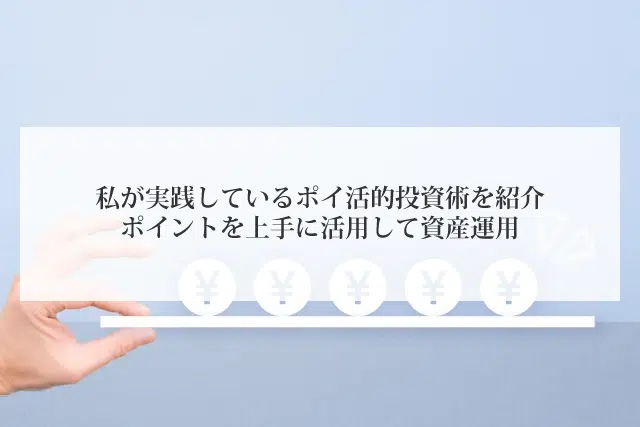 私が実践しているポイ活的投資術を紹介
ポイントを上手に活用して資産運用
¥ ¥ ¥ ¥ ¥